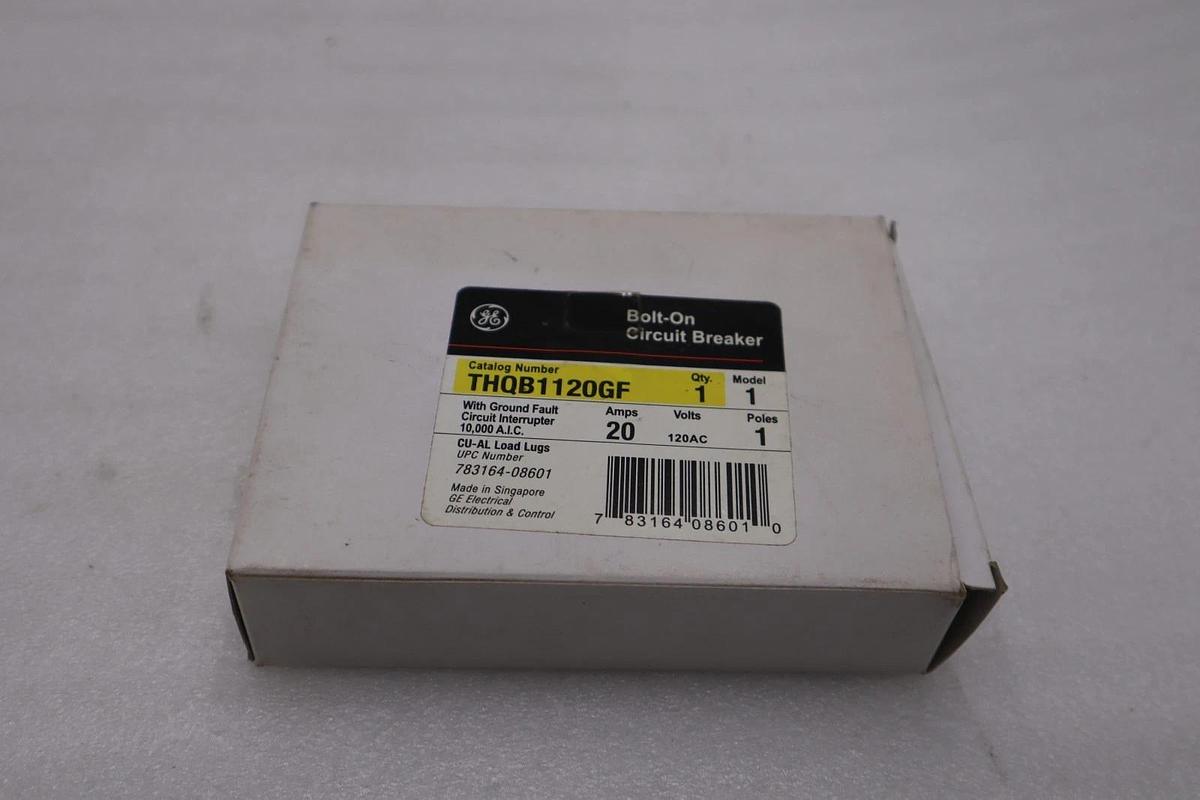 GE
Bolt-On
Circuit Breaker
Catalog Number
THQB1120GF
Qty.
1
Model
1
With Ground Fault
Circuit Interrupter
10,000 A.I.C.
Amps
20
Volts
120AC
Poles
1
CU-AL Load Lugs
UPC Number
783164-08601
Made in Singapore
GE Electrical
Distribution & Control
7 83164 08601 0